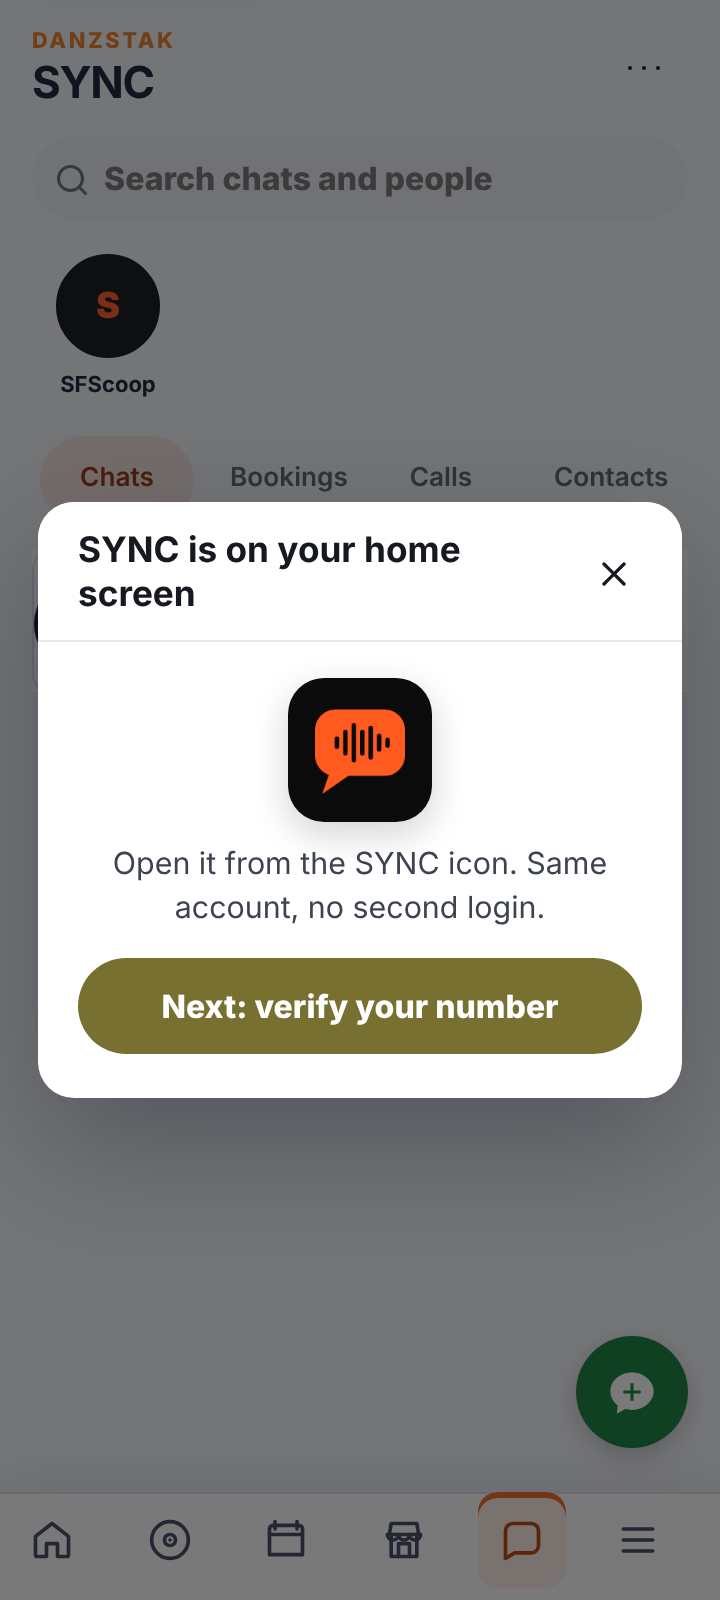 DANZSTAK
SYNC
Search chats and people
S
SFScoop
Chats Bookings Calls Contacts
SYNC is on your home
screen
Open it from the SYNC icon. Same
account, no second login.
Next: verify your number